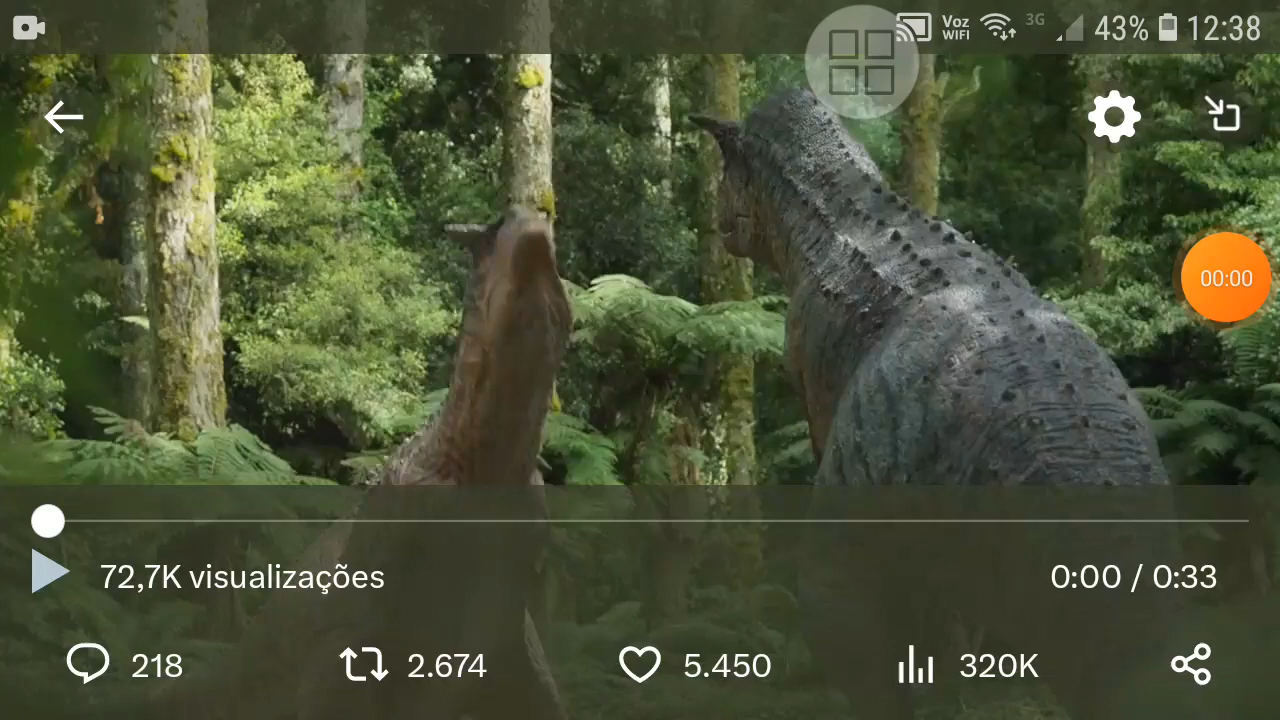 Voz
WiFi
3G
43%
12:38
00:00
72,7K visualizações
0:00 / 0:33
218
2.674
5.450
320K